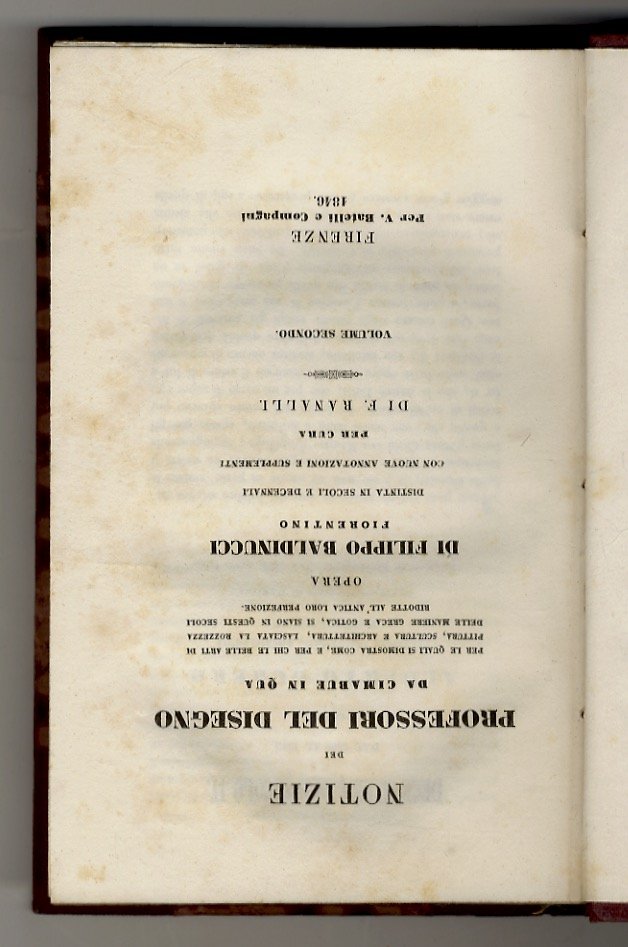 NOTIZIE
DEI
PROFESSORI DEL DISEGNO
DA CIMABUE IN QUA
PER LE QUALI SI DIMOSTRA COME, E PER CHI LE BELLE ARTI DI
PITTURA, SCULTURA E ARCHITETTURA, LASCIATA LA ROZZEZZA
DELLE MANIERE GRECA E GOTICA, SI SIANO IN QUESTI SECOLI
RIDOTTE ALL' ANTICA LORO PERFEZIONE.
OPERA
DI FILIPPO BALDINUCCI
FIORENTINO
DISTINTA IN SECOLI E DECENNALI
CON NUOVE ANNOTAZIONI E SUPPLEMENTI
PER CURA
DI F. RANALLI.
VOLUME SECONDO.
FIRENZE
Per V. Batelli e Compagni
1846.